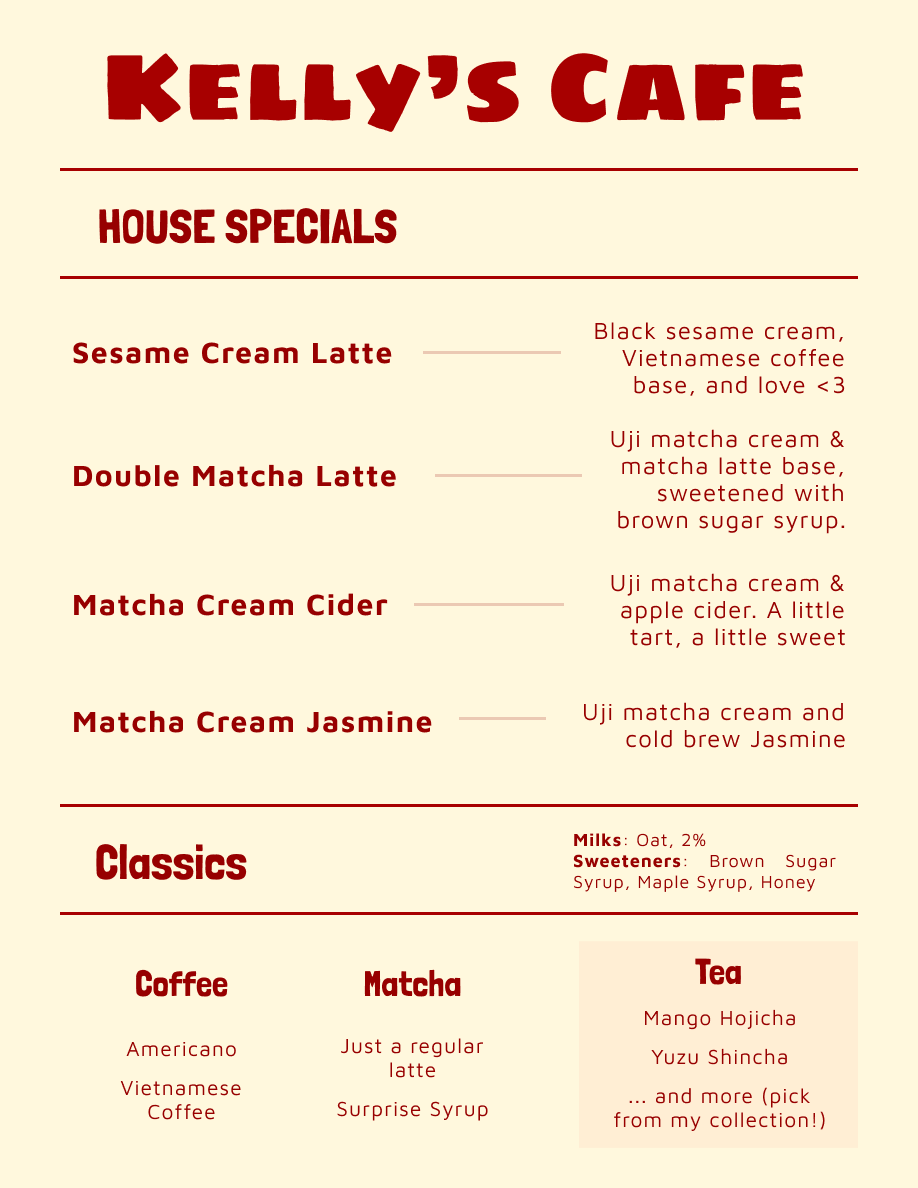 Kelly's Cafe
HOUSE SPECIALS
Sesame Cream Latte
Black sesame cream,
Vietnamese coffee
base, and love <3
Double Matcha Latte
Uji matcha cream &
matcha latte base,
sweetened with
brown sugar syrup.
Matcha Cream Cider
Uji matcha cream &
apple cider. A little
tart, a little sweet
Matcha Cream Jasmine
Uji matcha cream and
cold brew Jasmine
Classics
Milks: Oat, 2%
Sweeteners: Brown Sugar
Syrup, Maple Syrup, Honey
Coffee
Americano
Vietnamese
Coffee
Matcha
Just a regular
latte
Surprise Syrup
Tea
Mango Hojicha
Yuzu Shincha
... and more (pick
from my collection!)